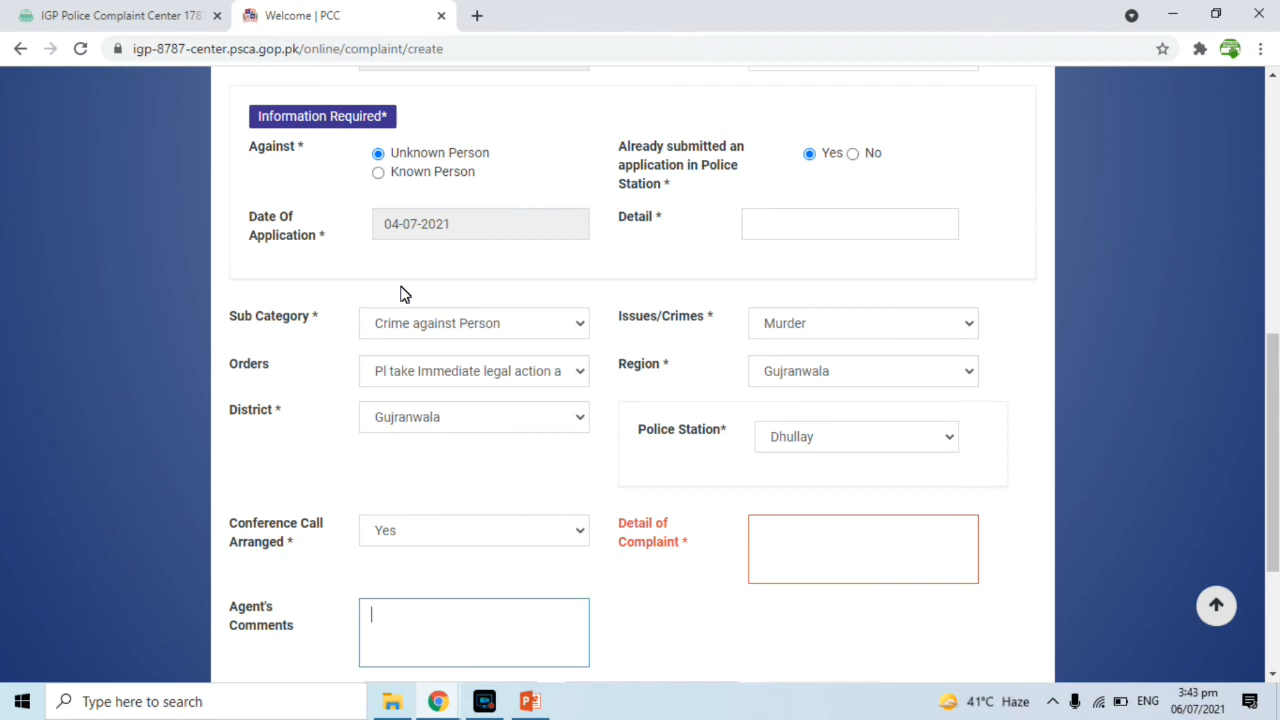 IGP Police Complaint Center 178
Welcome | PCC
igp-8787-center.psca.gop.pk/online/complaint/create
Information Required*
Against *
Unknown Person
Known Person
Already submitted an
application in Police
Station *
Yes No
Date Of
Application *
04-07-2021
Detail *
Sub Category *
Crime against Person
Issues/Crimes *
Murder
Orders
Pl take Immediate legal action a
Region *
Gujranwala
District *
Gujranwala
Police Station*
Dhullay
Conference Call
Arranged *
Yes
Detail of
Complaint *
Agent's
Comments
Type here to search
41°C Haze
ENG
3:43 pm
06/07/2021